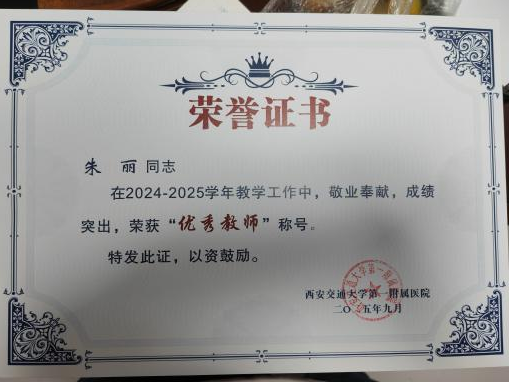 荣誉证书
朱 丽 同志
在2024-2025学年教学工作中，敬业奉献，成绩
突出，荣获“优秀教师”称号。
特发此证，以资鼓励。
西安交通大学第一附属医院
二〇二五年九月